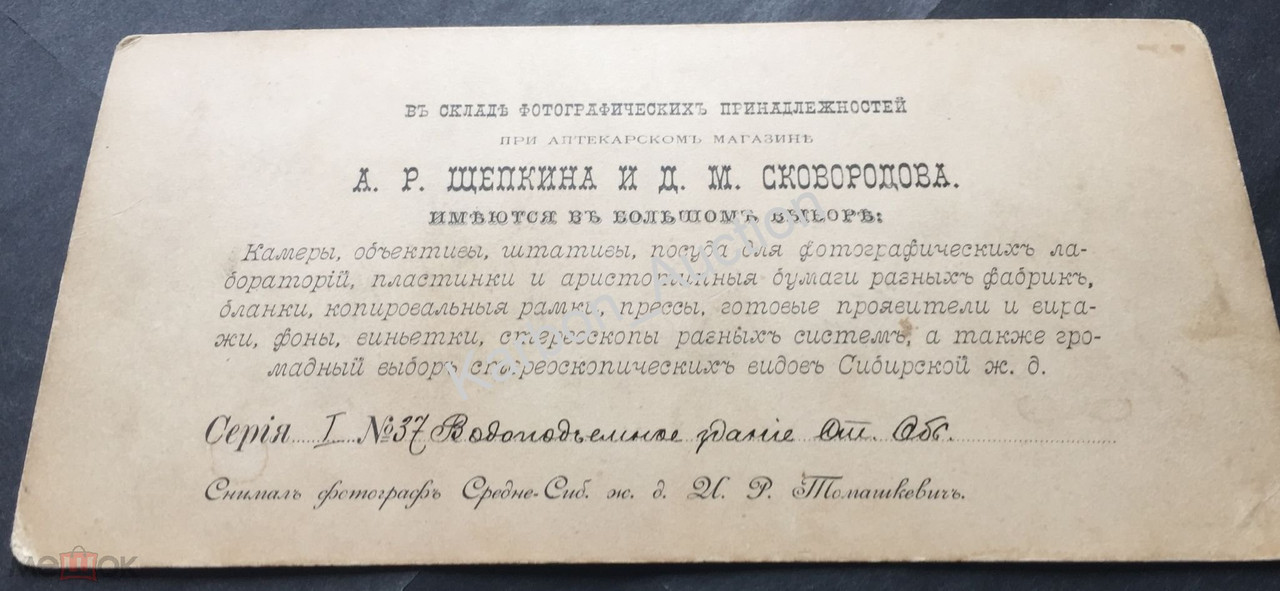 ВЪ СКЛАДѢ ФОТОГРАФИЧЕСКИХЪ ПРИНАДЛЕЖНОСТЕЙ
ПРИ АПТЕКАРСКОМЪ МАГАЗИНѢ
А. Р. ЩЕПКИНА И Д. М. СКОВОРОДОВА.
ИМѢЮТСЯ ВЪ БОЛЬШОМЪ ВЫБОРѢ:
Камеры, объективы, штативы, посуда для фотографическихъ ла-
бораторій, пластинки и аристотипныя бумаги разныхъ фабрикъ,
бланки, копировальныя рамки, прессы, готовые проявители и вира-
жи, фоны, виньетки, стереоскопы разныхъ системъ, а также гро-
мадный выборъ стереоскопическихъ видовъ Сибирской ж. д.
Серія I №37 Водоподъемное зданіе Ст. Обь.
Снималъ фотографъ Средне-Сиб. ж. д. И. Р. Томашкевичъ.
Karbon_Auction
МЕШОК